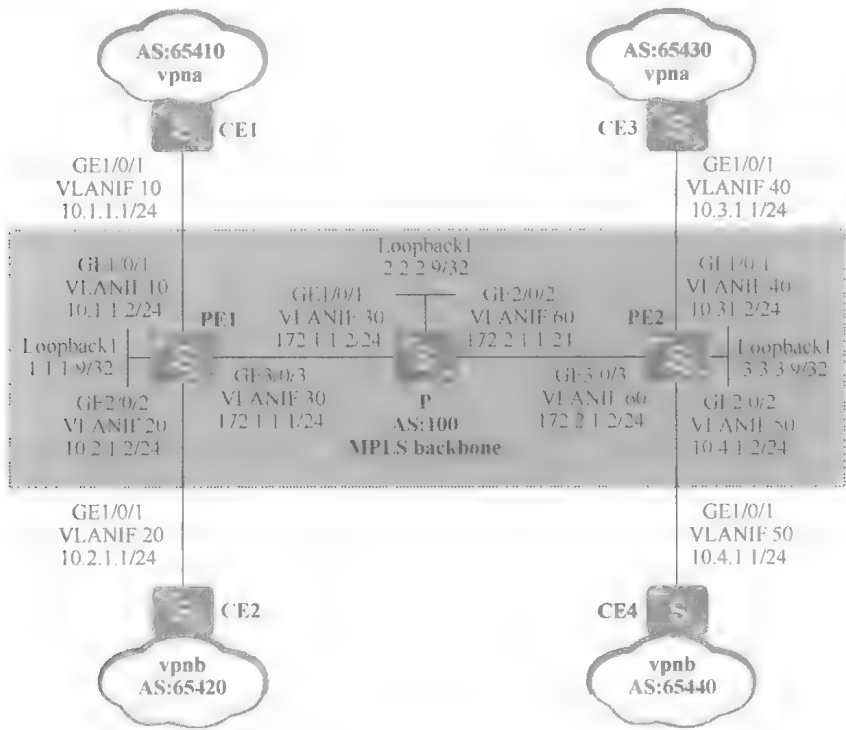 AS:65410
vpna
CE1
GE1/0/1
VLANIF 10
10.1.1.1/24
AS:65430
vpna
CE3
GE1/0/1
VLANIF 40
10.3.1 1/24
Loopback1
2 2 2 9/32
GE1/0/1
VLANIF 10
10.1 1 2/24
PE1
Loopback1
1 1 1 9/32
GE2/0/2
VLANIF 20
10.2 1 2/24
GE1/0/1
VLANIF 30
172 1 1 2/24
GE3/0/3
VLANIF 30
172 1 1 1/24
P
AS:100
MPLS backbone
GE2/0/2
VLANIF 60
172 2 1 1 24
GE3/0/3
VLANIF 60
172 2 1 2/24
GE1/0/1
VLANIF 40
10.31 2/24
PE2
Loopback1
3 3 3 9/32
GE2/0/2
VLANIF 50
10.4 1 2/24
GE1/0/1
VLANIF 20
10.2.1.1/24
CE2
vpnb
AS:65420
GE1/0/1
VLANIF 50
10.4.1 1/24
CE4
vpnb
AS:65440